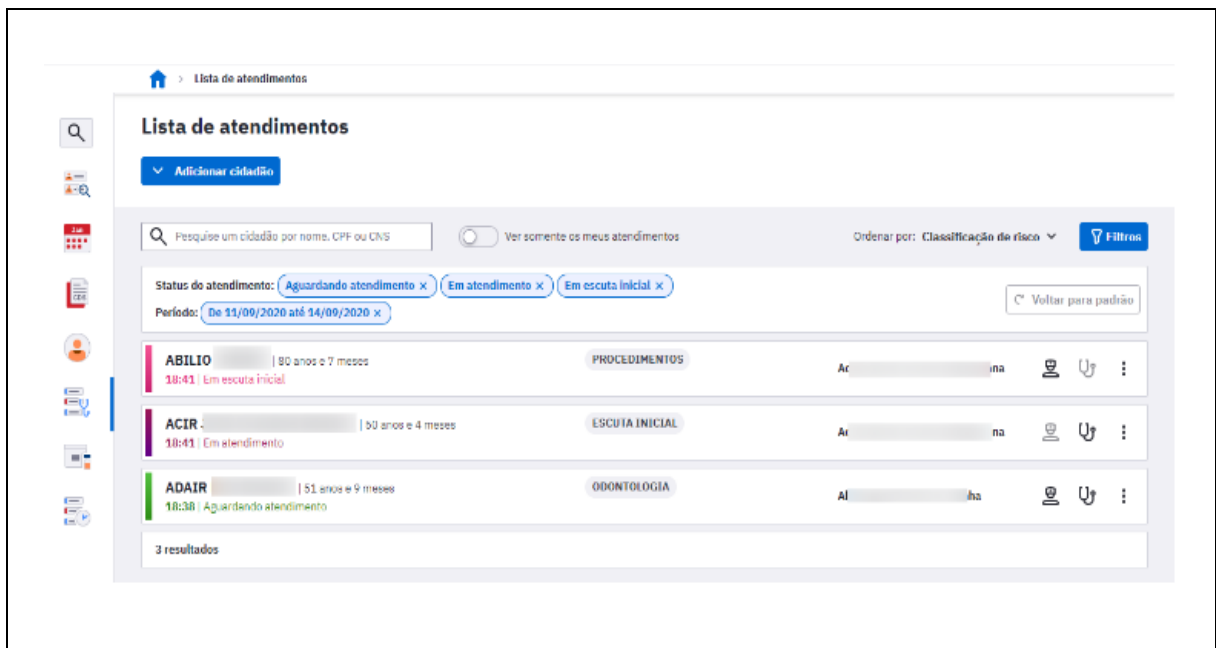 Lista de atendimentos
Lista de atendimentos
Adicionar cidadão
Pesquise um cidadão por nome, CPF ou CNS Ver somente os meus atendimentos Ordenar por: Classificação de risco Filtros
Status do atendimento: Aguardando atendimento × Em atendimento × Em escuta inicial ×
Voltar para padrão
Período: De 11/09/2020 até 14/09/2020 ×
ABILIO | 80 anos e 7 meses PROCEDIMENTOS
18:41 | Em escuta inicial
ACIR | 50 anos e 4 meses ESCUTA INICIAL
18:41 | Em atendimento
ADAIR | 51 anos e 9 meses ODONTOLOGIA
18:38 | Aguardando atendimento
3 resultados